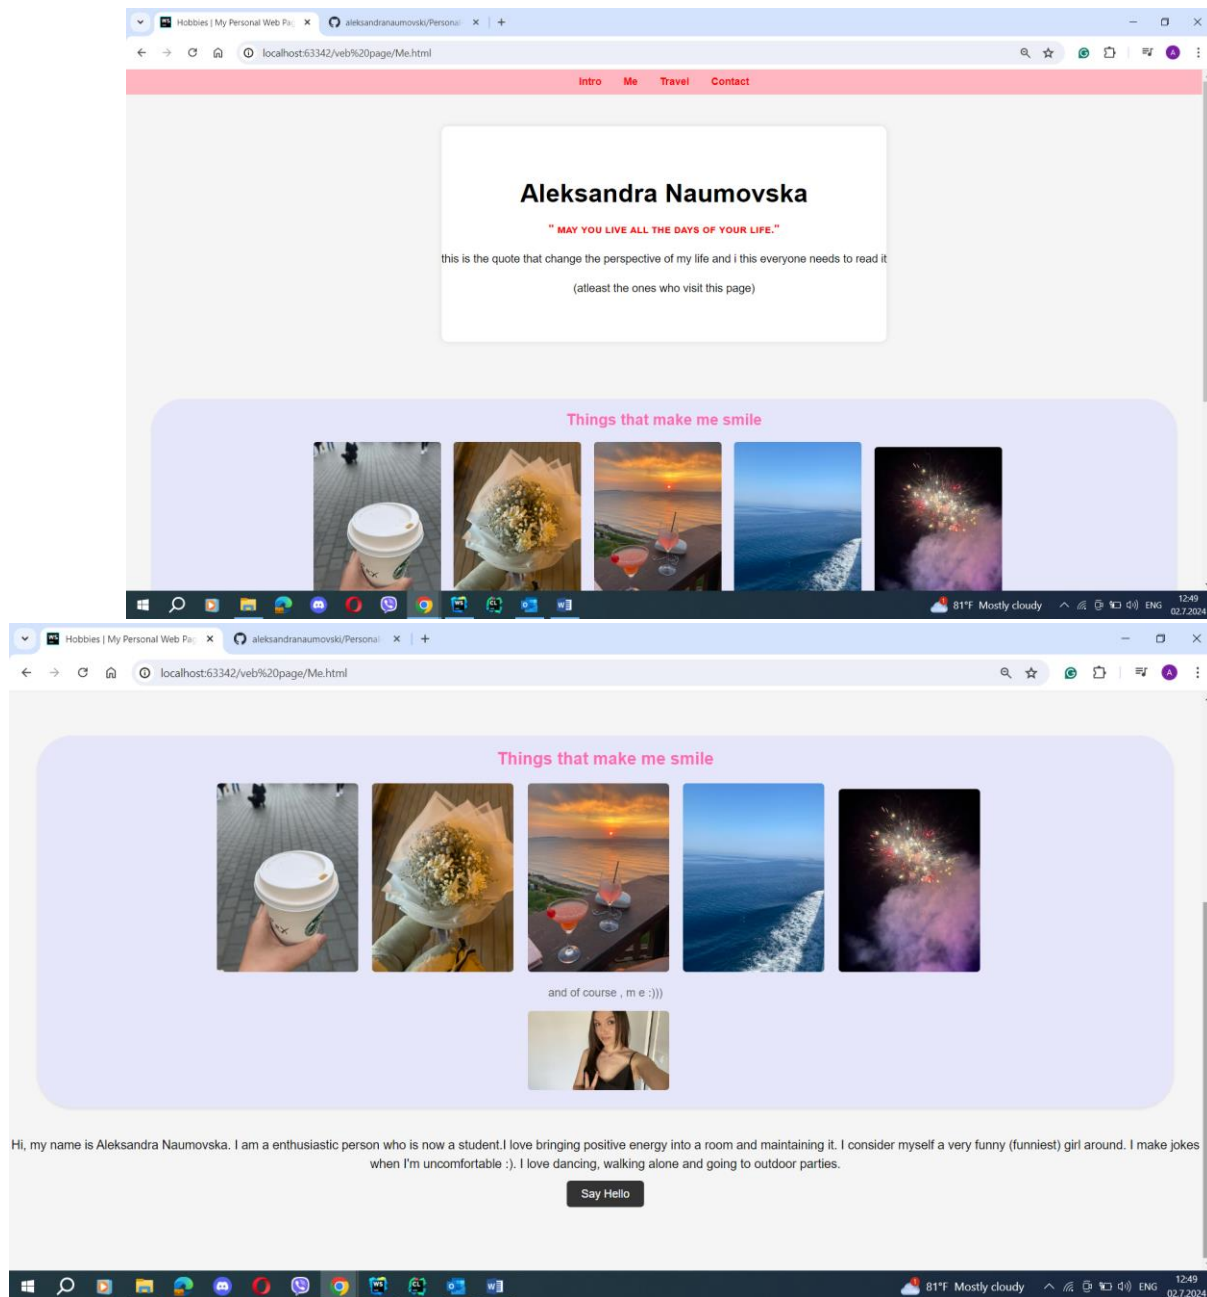 Hobbies | My Personal Web Pa
aleksandranaumovski/Personal
localhost:63342/veb%20page/Me.html
Intro Me Travel Contact
Aleksandra Naumovska
" MAY YOU LIVE ALL THE DAYS OF YOUR LIFE."
this is the quote that change the perspective of my life and i this everyone needs to read it
(atleast the ones who visit this page)
Things that make me smile
81°F Mostly cloudy ENG 12:49
02.7.2024
Hobbies | My Personal Web Pa
aleksandranaumovski/Personal
localhost:63342/veb%20page/Me.html
Things that make me smile
and of course , m e :)))
Hi, my name is Aleksandra Naumovska. I am a enthusiastic person who is now a student.I love bringing positive energy into a room and maintaining it. I consider myself a very funny (funniest) girl around. I make jokes
when I'm uncomfortable :). I love dancing, walking alone and going to outdoor parties.
Say Hello
81°F Mostly cloudy ENG 12:49
02.7.2024